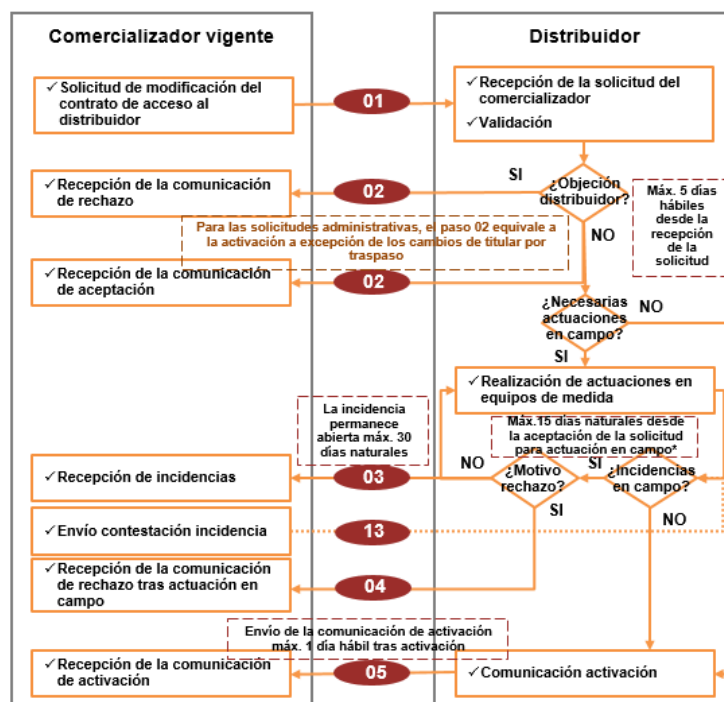 Comercializador vigente
Distribuidor
✓Solicitud de modificación del
contrato de acceso al
distribuidor
01
✓Recepción de la solicitud del
comercializador
✓Validación
SI
¿Objeción
distribuidor?
NO
Máx. 5 días
hábiles
desde la
recepción
de la
solicitud
✓Recepción de la comunicación
de rechazo
02
Para las solicitudes administrativas, el paso 02 equivale a
la activación a excepción de los cambios de titular por
traspaso
✓Recepción de la comunicación
de aceptación
02
¿Necesarias
actuaciones
en campo?
NO
SI
✓Realización de actuaciones en
equipos de medida
La incidencia
permanece
abierta máx. 30
días naturales
Máx.15 días naturales desde
la aceptación de la solicitud
para actuación en campo*
✓Recepción de incidencias
03
NO
¿Motivo
rechazo?
SI
SI
¿Incidencias
en campo?
NO
✓Envío contestación incidencia
13
✓Recepción de la comunicación
de rechazo tras actuación en
campo
04
Envío de la comunicación de activación
máx. 1 día hábil tras activación
✓Recepción de la comunicación
de activación
05
✓Comunicación activación